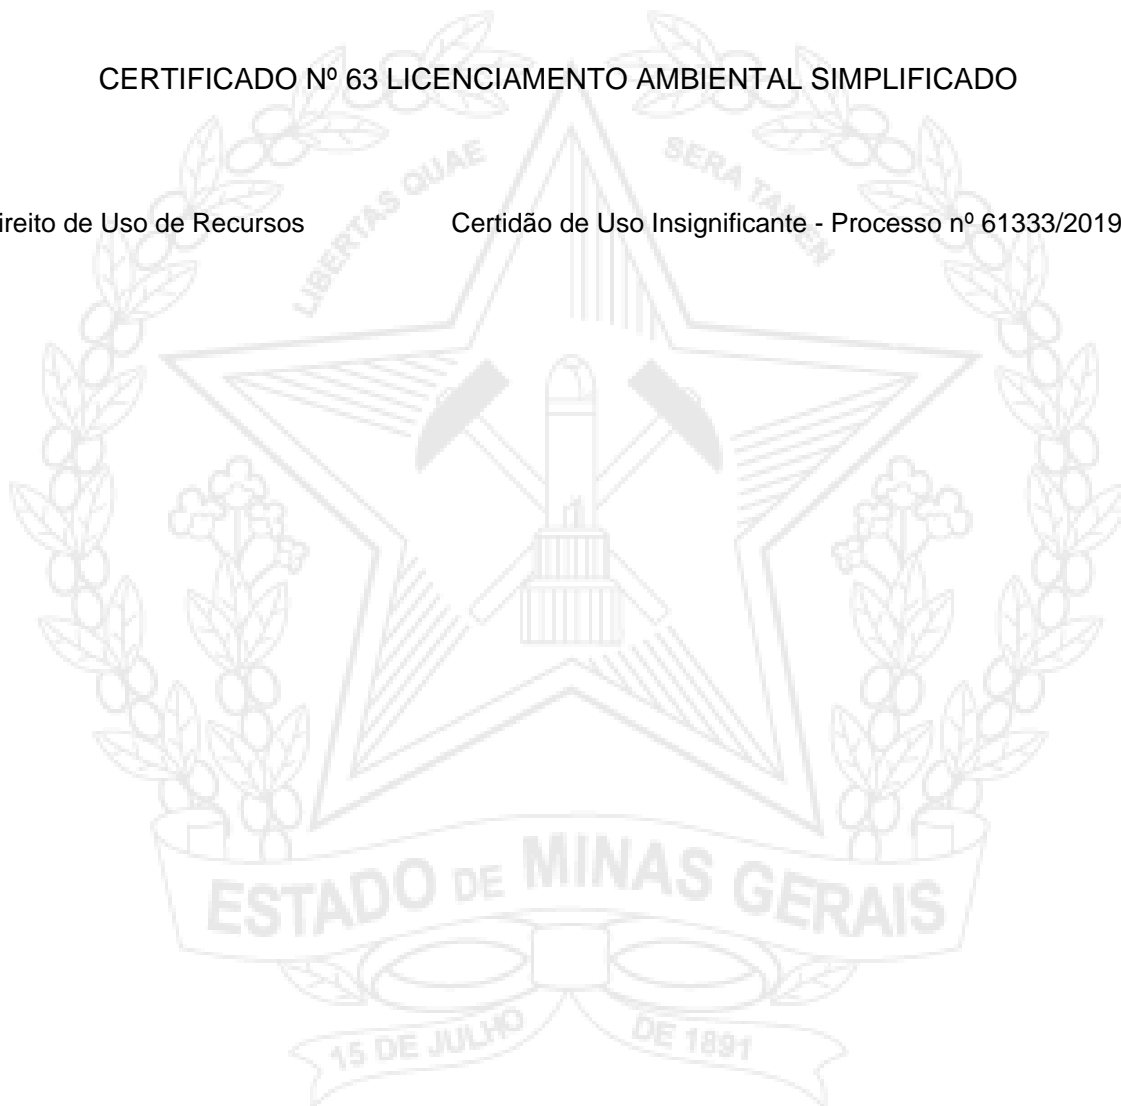 CERTIFICADO Nº 63 LICENCIAMENTO AMBIENTAL SIMPLIFICADO
LIBERTAS QUAE SERA TAMEN
ireito de Uso de Recursos Certidão de Uso Insignificante - Processo nº 61333/2019
ESTADO DE MINAS GERAIS
15 DE JULHO DE 1891